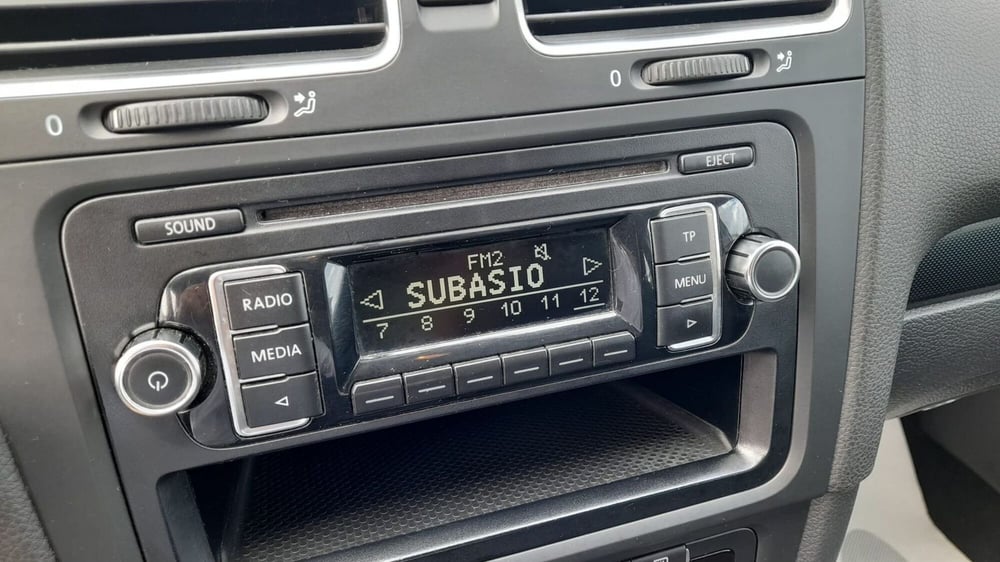 0
0
EJECT
SOUND
TP
FM2
RADIO
SUBASIO
MENU
7 8 9 10 11 12
MEDIA